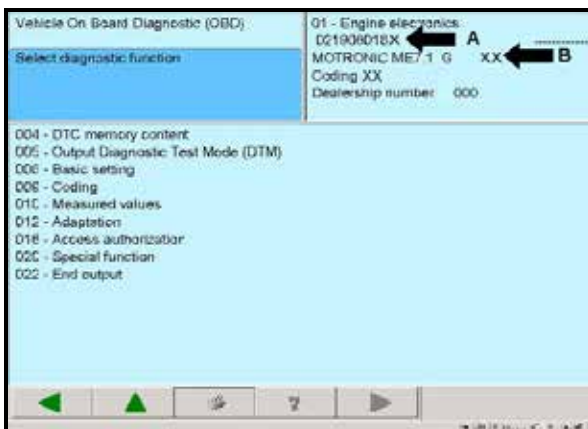 Vehicle On Board Diagnostic (OBD)
Select diagnostic function
01 - Engine electronics
021906018X A
MOTRONIC ME7.1 G XX B
Coding XX
Dealership number 000
004 - DTC memory content
005 - Output Diagnostic Test Mode (DTM)
006 - Basic setting
009 - Coding
010 - Measured values
012 - Adaptation
016 - Access authorization
020 - Special function
022 - End output
?